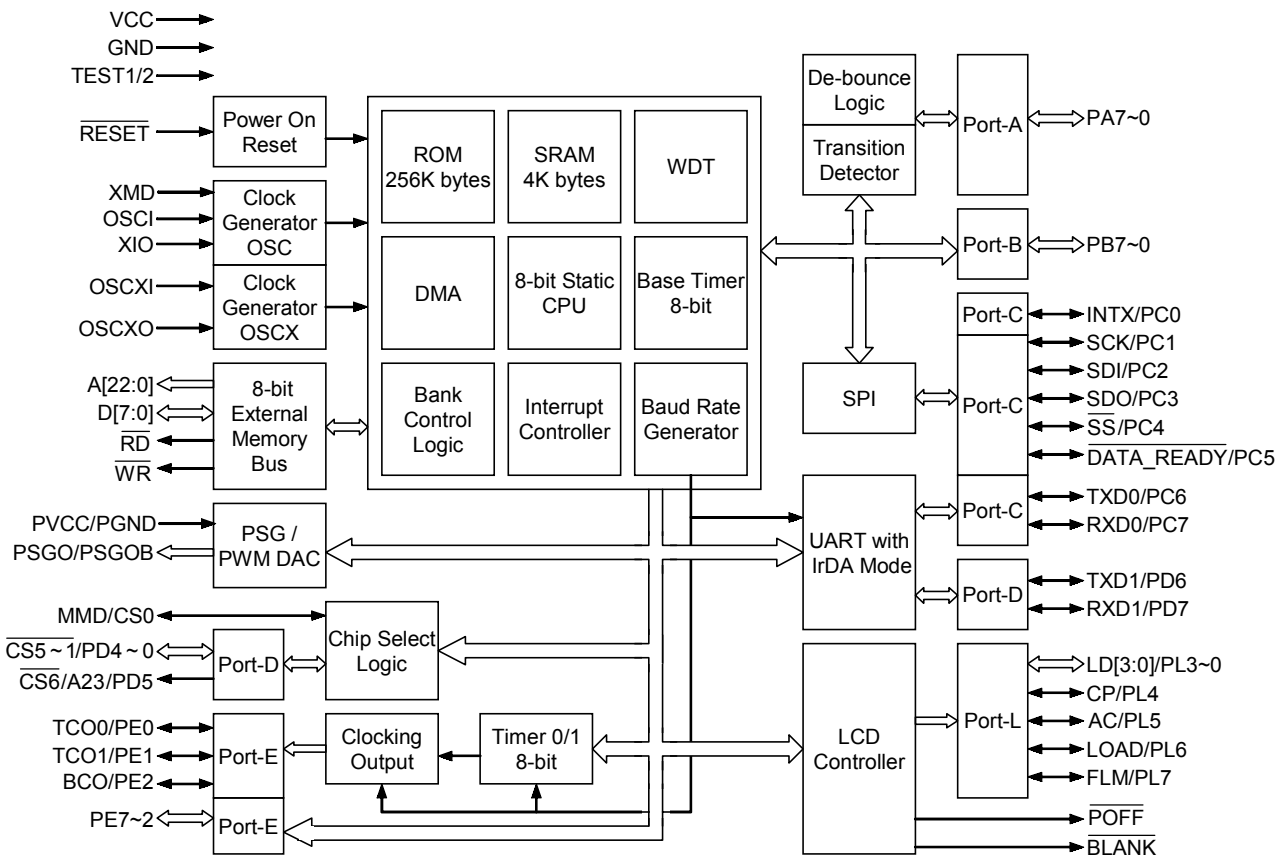 VCC
GND
TEST1/2
RESET
Power On
Reset
XMD
OSCI
XIO
Clock
Generator
OSC
OSCXI
OSCXO
Clock
Generator
OSCX
A[22:0]
D[7:0]
RD
WR
8-bit
External
Memory
Bus
PVCC/PGND
PSGO/PSGOB
PSG /
PWM DAC
MMD/CS0
CS5~1/PD4~0
CS6/A23/PD5
Port-D
Chip Select
Logic
TCO0/PE0
TCO1/PE1
BCO/PE2
Port-E
Clocking
Output
Timer 0/1
8-bit
PE7~2
Port-E
ROM
256K bytes
SRAM
4K bytes
WDT
DMA
8-bit Static
CPU
Base Timer
8-bit
Bank
Control
Logic
Interrupt
Controller
Baud Rate
Generator
De-bounce
Logic
Transition
Detector
Port-A
PA7~0
Port-B
PB7~0
SPI
Port-C
INTX/PC0
Port-C
SCK/PC1
SDI/PC2
SDO/PC3
SS/PC4
DATA_READY/PC5
UART with
IrDA Mode
Port-C
TXD0/PC6
RXD0/PC7
Port-D
TXD1/PD6
RXD1/PD7
LCD
Controller
Port-L
LD[3:0]/PL3~0
CP/PL4
AC/PL5
LOAD/PL6
FLM/PL7
POFF
BLANK